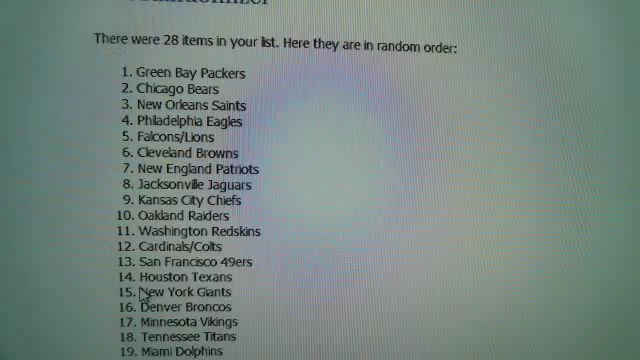 There were 28 items in your list. Here they are in random order:
1. Green Bay Packers
2. Chicago Bears
3. New Orleans Saints
4. Philadelphia Eagles
5. Falcons/Lions
6. Cleveland Browns
7. New England Patriots
8. Jacksonville Jaguars
9. Kansas City Chiefs
10. Oakland Raiders
11. Washington Redskins
12. Cardinals/Colts
13. San Francisco 49ers
14. Houston Texans
15. New York Giants
16. Denver Broncos
17. Minnesota Vikings
18. Tennessee Titans
19. Miami Dolphins